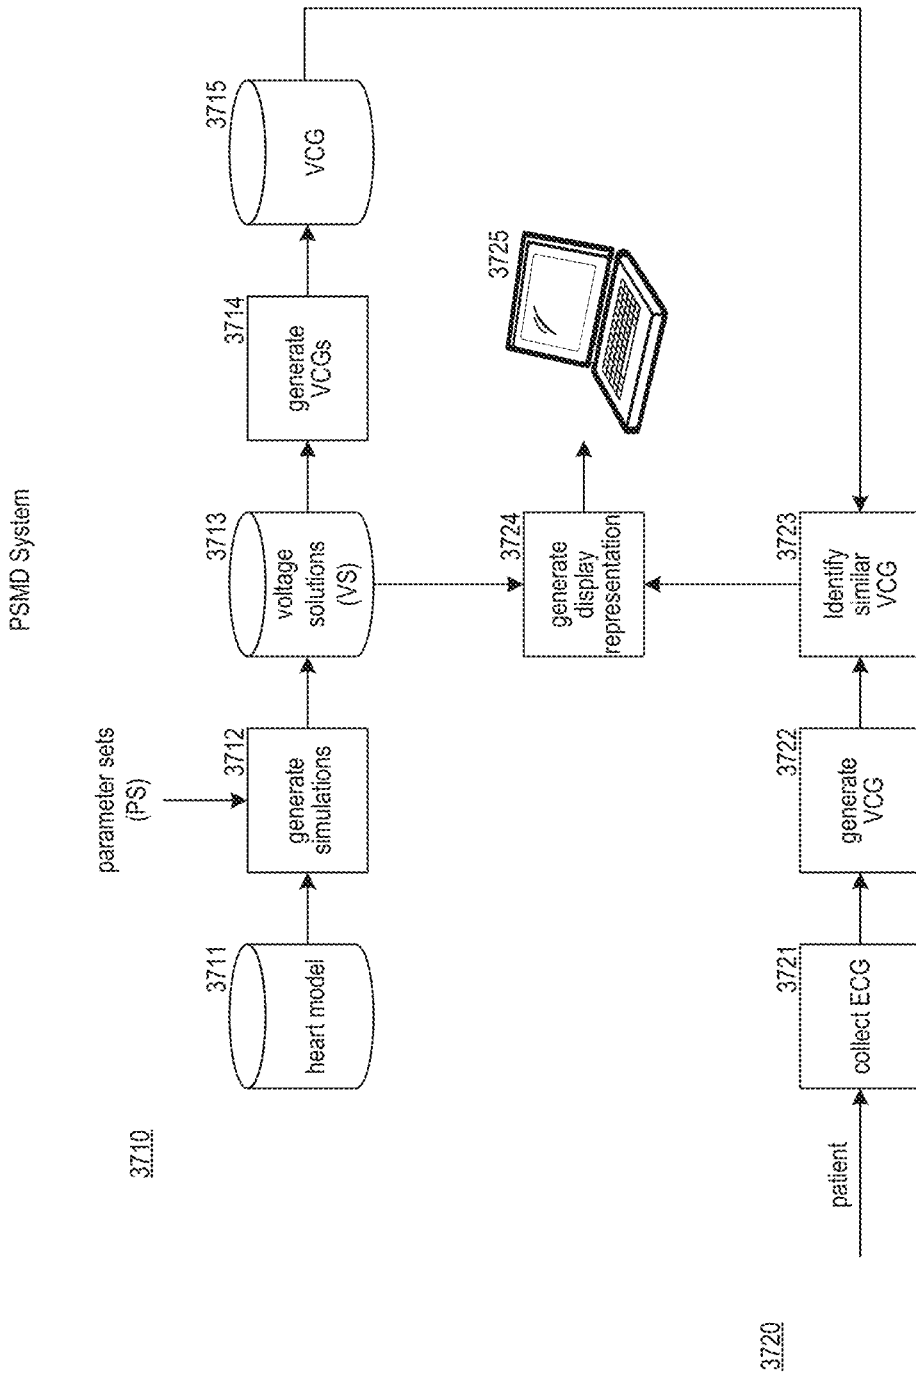 PSMD System
parameter sets
(PS)
3710
3711
heart model
3712
generate
simulations
3713
voltage
solutions
(VS)
3714
generate
VCGs
3715
VCG
3724
generate
display
representation
3725
3720
patient
3721
collect ECG
3722
generate
VCG
3723
Identify
similar
VCG